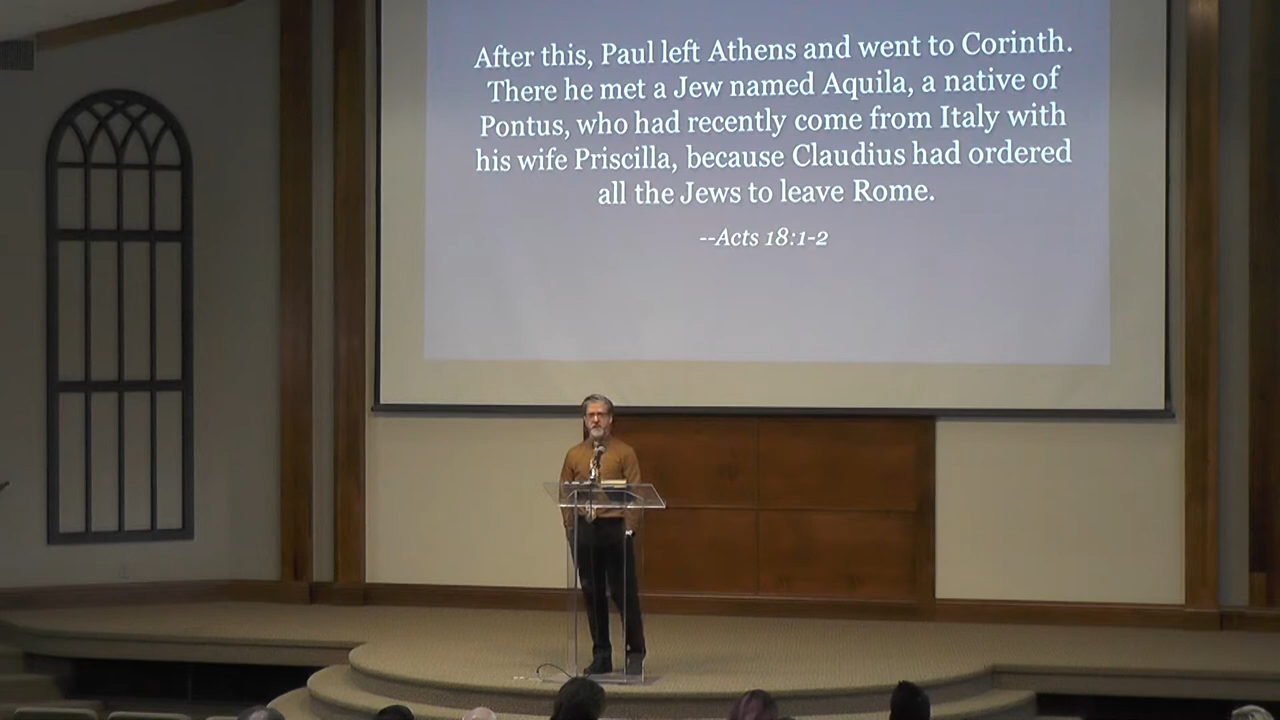 After this, Paul left Athens and went to Corinth.
There he met a Jew named Aquila, a native of
Pontus, who had recently come from Italy with
his wife Priscilla, because Claudius had ordered
all the Jews to leave Rome.
--Acts 18:1-2